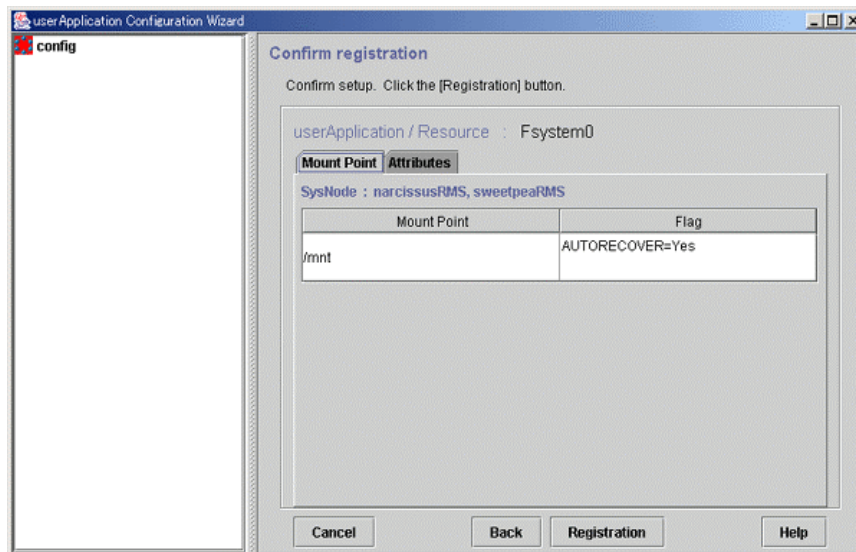 userApplication Configuration Wizard
config
Confirm registration
Confirm setup. Click the [Registration] button.
userApplication / Resource : Fsystem0
Mount Point Attributes
SysNode : narcissusRMS, sweetpeaRMS
Mount Point Flag
/mnt AUTORECOVER=Yes
Cancel Back Registration Help